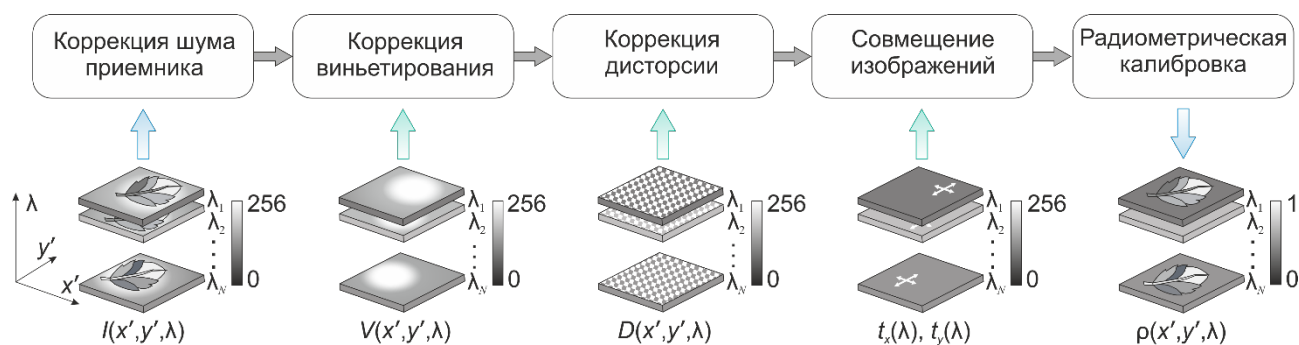 Коррекция шума
приемника
Коррекция
виньетирования
Коррекция
дисторсии
Совмещение
изображений
Радиометрическая
калибровка
λ
y′
x′
λ1
λ2
λN
256
0
I(x′,y′,λ)
λ1
λ2
λN
256
0
V(x′,y′,λ)
λ1
λ2
λN
256
0
D(x′,y′,λ)
λ1
λ2
λN
256
0
tx(λ), ty(λ)
λ1
λ2
λN
1
0
ρ(x′,y′,λ)